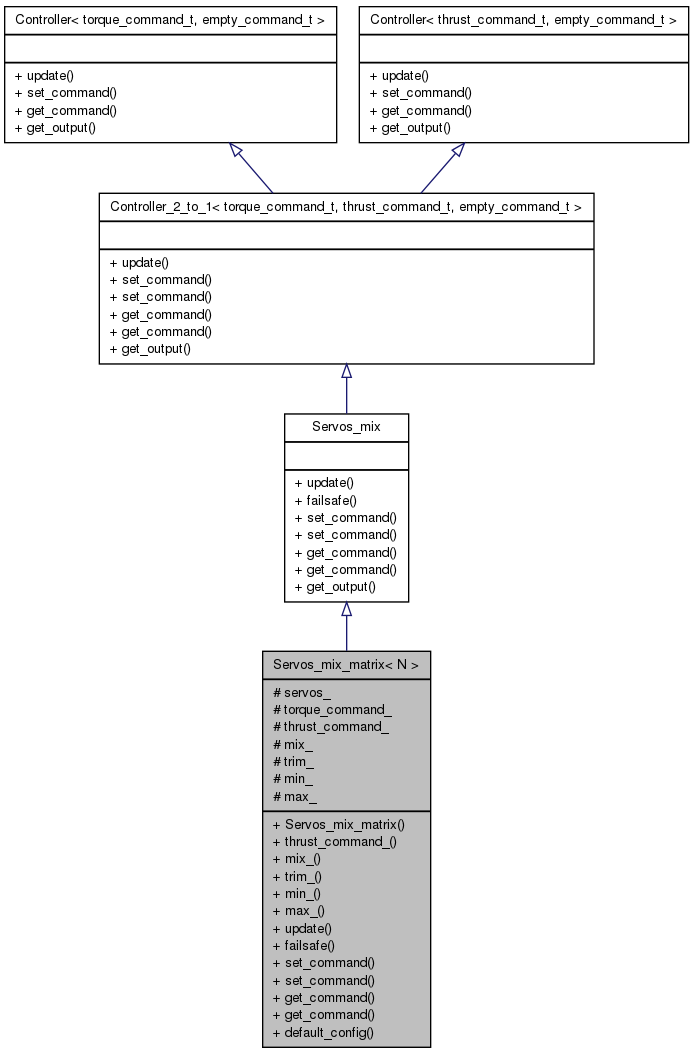 Controller< torque_command_t, empty_command_t >
+ update()
+ set_command()
+ get_command()
+ get_output()
Controller< thrust_command_t, empty_command_t >
+ update()
+ set_command()
+ get_command()
+ get_output()
Controller_2_to_1< torque_command_t, thrust_command_t, empty_command_t >
+ update()
+ set_command()
+ set_command()
+ get_command()
+ get_command()
+ get_output()
Servos_mix
+ update()
+ failsafe()
+ set_command()
+ set_command()
+ get_command()
+ get_command()
+ get_output()
Servos_mix_matrix< N >
# servos_
# torque_command_
# thrust_command_
# mix_
# trim_
# min_
# max_
+ Servos_mix_matrix()
+ thrust_command_()
+ mix_()
+ trim_()
+ min_()
+ max_()
+ update()
+ failsafe()
+ set_command()
+ set_command()
+ get_command()
+ get_command()
+ default_config()